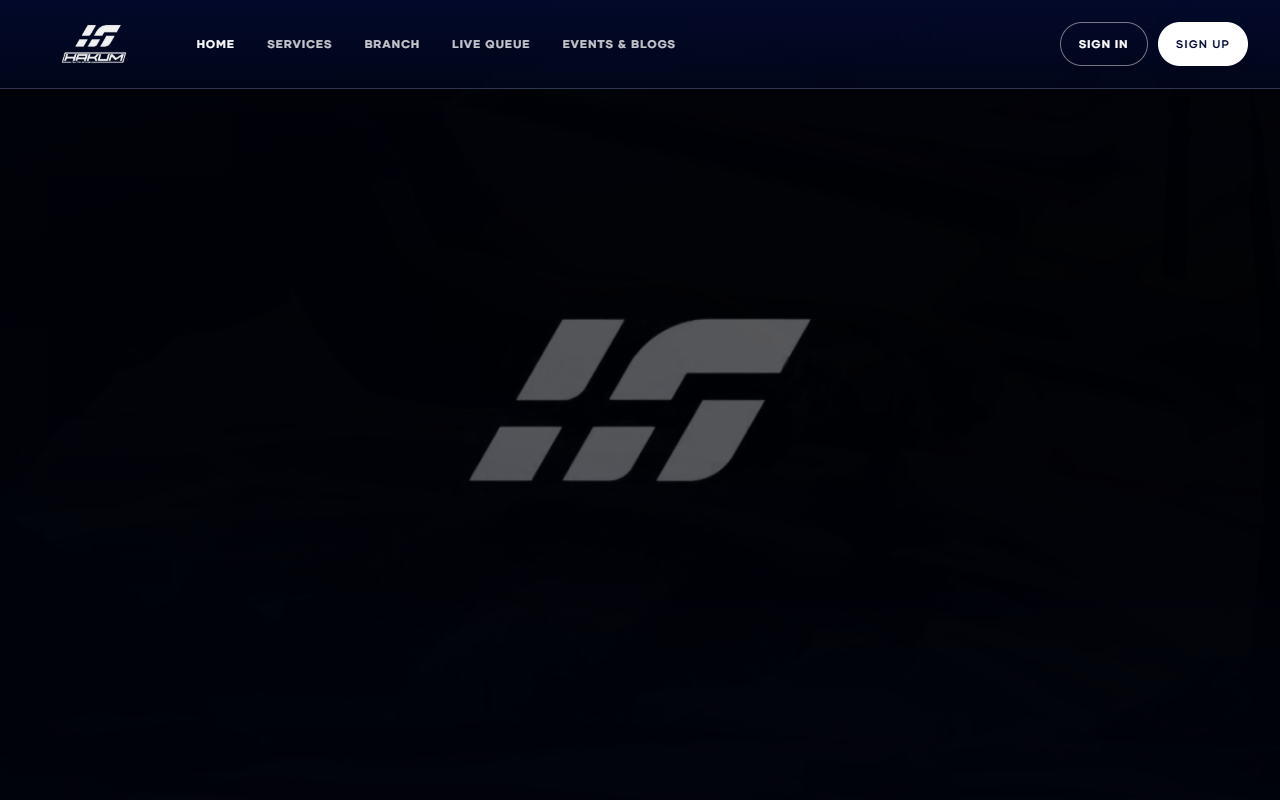 HAKUM
HOME
SERVICES
BRANCH
LIVE QUEUE
EVENTS & BLOGS
SIGN IN
SIGN UP